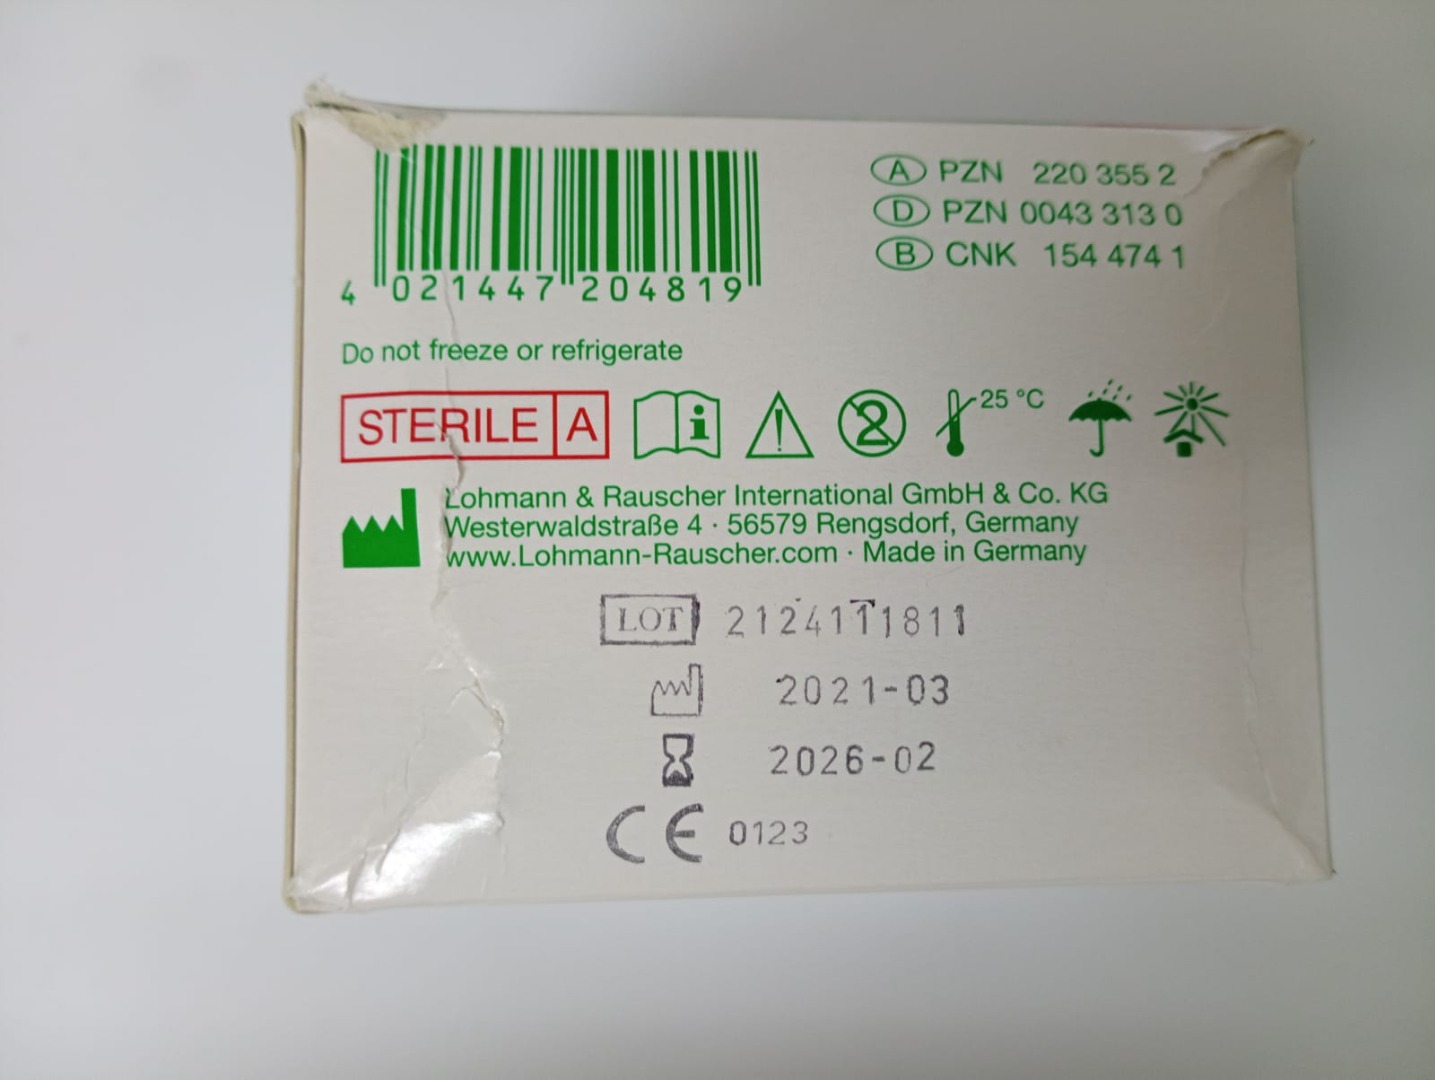 4 021447 204819
A PZN 220 355 2
D PZN 0043 313 0
B CNK 154 474 1
Do not freeze or refrigerate
STERILE A
i
2
25 °C
Lohmann & Rauscher International GmbH & Co. KG
Westerwaldstraße 4 · 56579 Rengsdorf, Germany
www.Lohmann-Rauscher.com · Made in Germany
LOT 2124111811
2021-03
2026-02
CE 0123